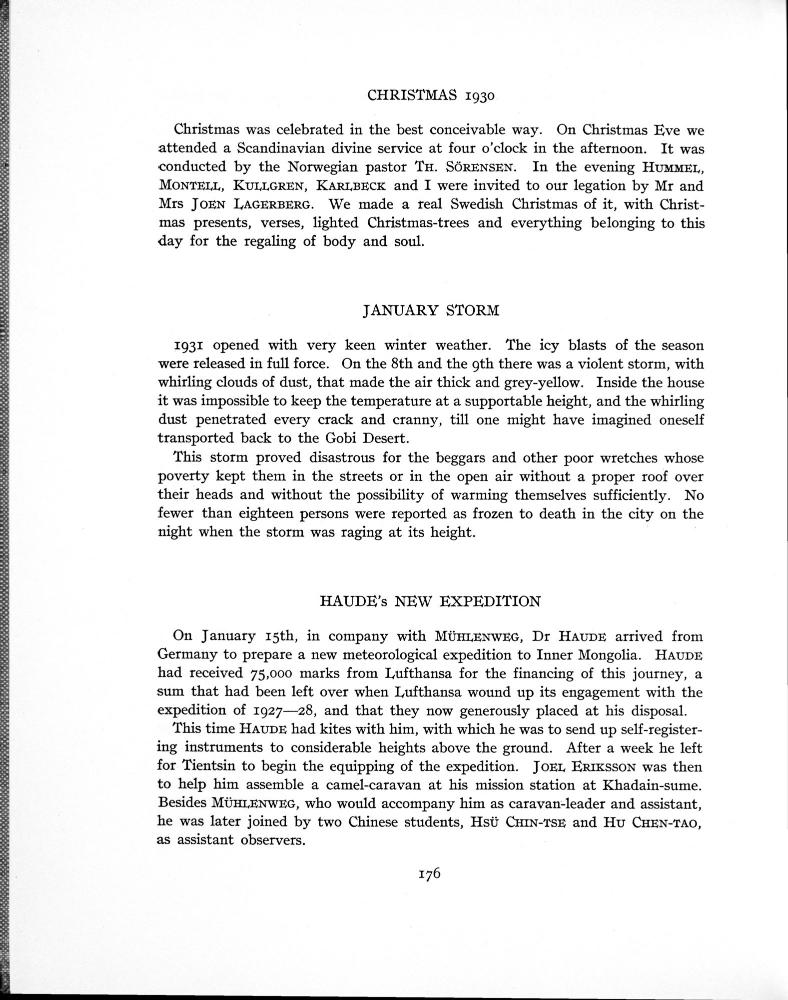 CHRISTMAS 1930
Christmas was celebrated in the best conceivable way. On Christmas Eve we
attended a Scandinavian divine service at four o'clock in the afternoon. It was
conducted by the Norwegian pastor TH. SÖRENSEN. In the evening HUMMEL,
MONTELL, KULLGREN, KARLBECK and I were invited to our legation by Mr and
Mrs JOEN LAGERBERG. We made a real Swedish Christmas of it, with Christ-
mas presents, verses, lighted Christmas-trees and everything belonging to this
day for the regaling of body and soul.
JANUARY STORM
1931 opened with very keen winter weather. The icy blasts of the season
were released in full force. On the 8th and the 9th there was a violent storm, with
whirling clouds of dust, that made the air thick and grey-yellow. Inside the house
it was impossible to keep the temperature at a supportable height, and the whirling
dust penetrated every crack and cranny, till one might have imagined oneself
transported back to the Gobi Desert.
This storm proved disastrous for the beggars and other poor wretches whose
poverty kept them in the streets or in the open air without a proper roof over
their heads and without the possibility of warming themselves sufficiently. No
fewer than eighteen persons were reported as frozen to death in the city on the
night when the storm was raging at its height.
HAUDE's NEW EXPEDITION
On January 15th, in company with MÜHLENWEG, Dr HAUDE arrived from
Germany to prepare a new meteorological expedition to Inner Mongolia. HAUDE
had received 75,000 marks from Lufthansa for the financing of this journey, a
sum that had been left over when Lufthansa wound up its engagement with the
expedition of 1927—28, and that they now generously placed at his disposal.
This time HAUDE had kites with him, with which he was to send up self-register-
ing instruments to considerable heights above the ground. After a week he left
for Tientsin to begin the equipping of the expedition. JOEL ERIKSSON was then
to help him assemble a camel-caravan at his mission station at Khadain-sume.
Besides MÜHLENWEG, who would accompany him as caravan-leader and assistant,
he was later joined by two Chinese students, HSÜ CHIN-TSE and HU CHEN-TAO,
as assistant observers.
176